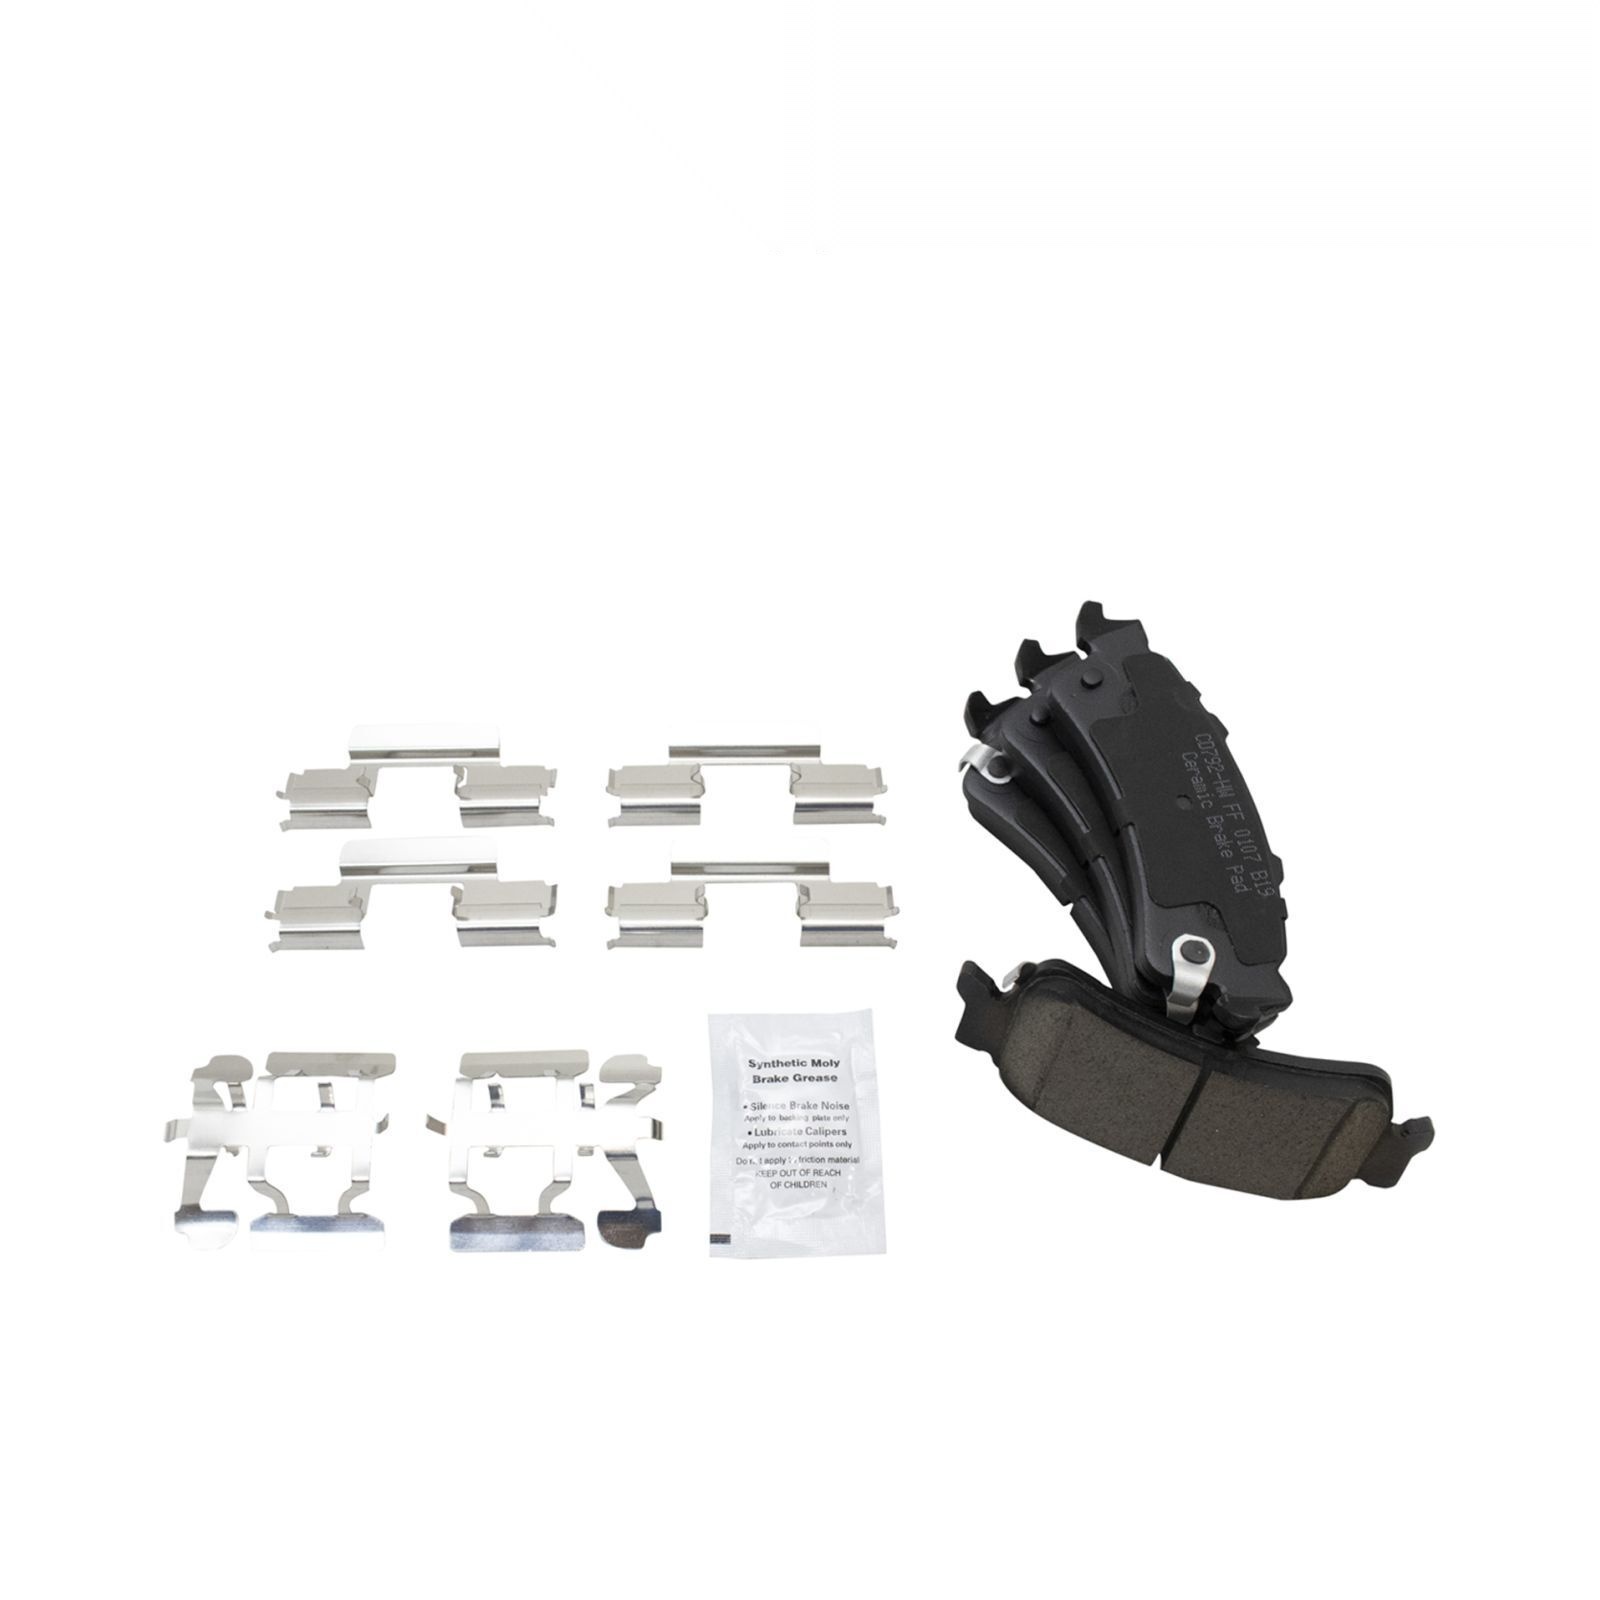 CD792-HW FF 0107 B19
Ceramic Brake Pad
Synthetic Moly
Brake Grease
• Silence Brake Noise
Apply to backing plate only
• Lubricate Calipers
Apply to contact points only
Do not apply to friction material
KEEP OUT OF REACH
OF CHILDREN